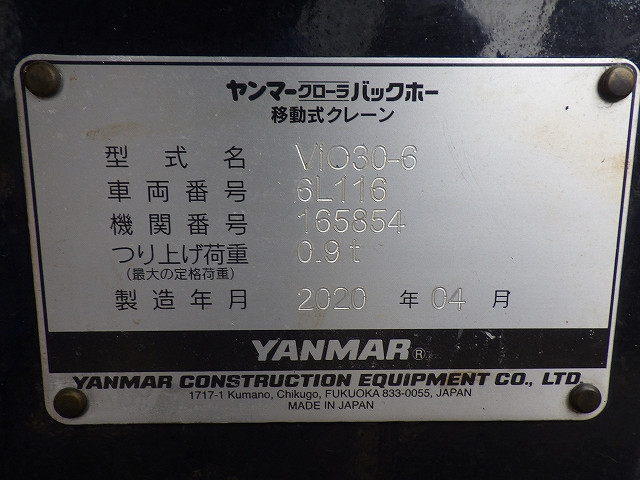 ヤンマークローラバックホー
移動式クレーン
型式名 ViO30-6
車両番号 6L116
機関番号 165854
つり上げ荷重 0.9t
(最大の定格荷重)
製造年月 2020 年 04 月
YANMAR®
YANMAR CONSTRUCTION EQUIPMENT CO., LTD.
1717-1 Kumano, Chikugo, FUKUOKA 833-0055, JAPAN
MADE IN JAPAN